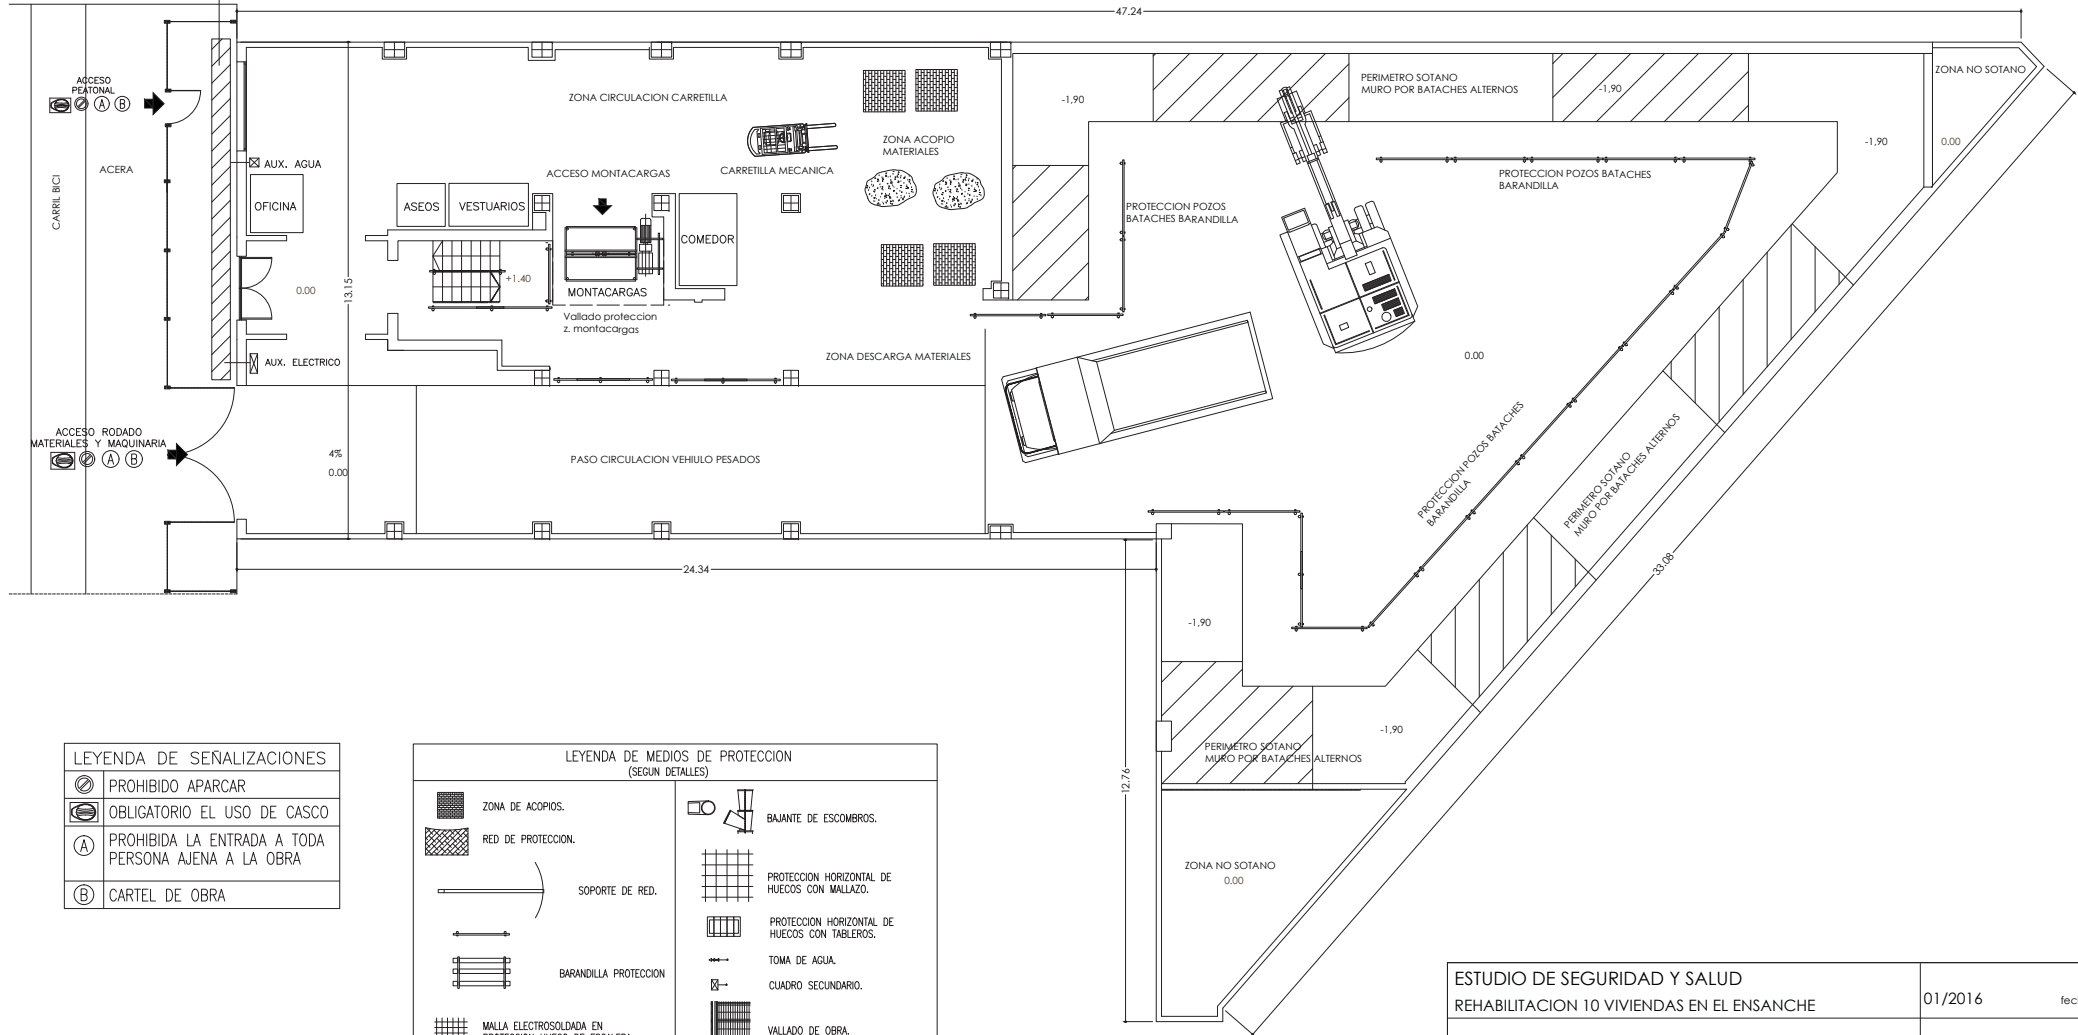 47.24
ACCESO
PEATONAL
A B
ACERA
CARRIL BICI
AUX. AGUA
OFICINA
0.00
13.15
AUX. ELECTRICO
ZONA CIRCULACION CARRETILLA
ACCESO MONTACARGAS
CARRETILLA MECANICA
ZONA ACOPIO
MATERIALES
ASEOS
VESTUARIOS
COMEDOR
+1.40
MONTACARGAS
Vallado proteccion
z. montacargas
ZONA DESCARGA MATERIALES
ACCESO RODADO
MATERIALES Y MAQUINARIA
A B
4%
0.00
PASO CIRCULACION VEHIULO PESADOS
24.34
-1,90
PERIMETRO SOTANO
MURO POR BATACHES ALTERNOS
-1,90
ZONA NO SOTANO
0.00
-1,90
PROTECCION POZOS
BATACHES BARANDILLA
PROTECCION POZOS BATACHES
BARANDILLA
0.00
PROTECCION POZOS BATACHES
BARANDILLA
PERIMETRO SOTANO
MURO POR BATACHES ALTERNOS
33.08
-1,90
-1,90
PERIMETRO SOTANO
MURO POR BATACHES ALTERNOS
12.76
ZONA NO SOTANO
0.00
LEYENDA DE SEÑALIZACIONES
PROHIBIDO APARCAR
OBLIGATORIO EL USO DE CASCO
A PROHIBIDA LA ENTRADA A TODA
PERSONA AJENA A LA OBRA
B CARTEL DE OBRA
LEYENDA DE MEDIOS DE PROTECCION
(SEGUN DETALLES)
ZONA DE ACOPIOS.
RED DE PROTECCION.
SOPORTE DE RED.
BARANDILLA PROTECCION
MALLA ELECTROSOLDADA EN
BAJANTE DE ESCOMBROS.
PROTECCION HORIZONTAL DE
HUECOS CON MALLAZO.
PROTECCION HORIZONTAL DE
HUECOS CON TABLEROS.
TOMA DE AGUA.
CUADRO SECUNDARIO.
VALLADO DE OBRA.
ESTUDIO DE SEGURIDAD Y SALUD
REHABILITACION 10 VIVIENDAS EN EL ENSANCHE
01/2016
fec